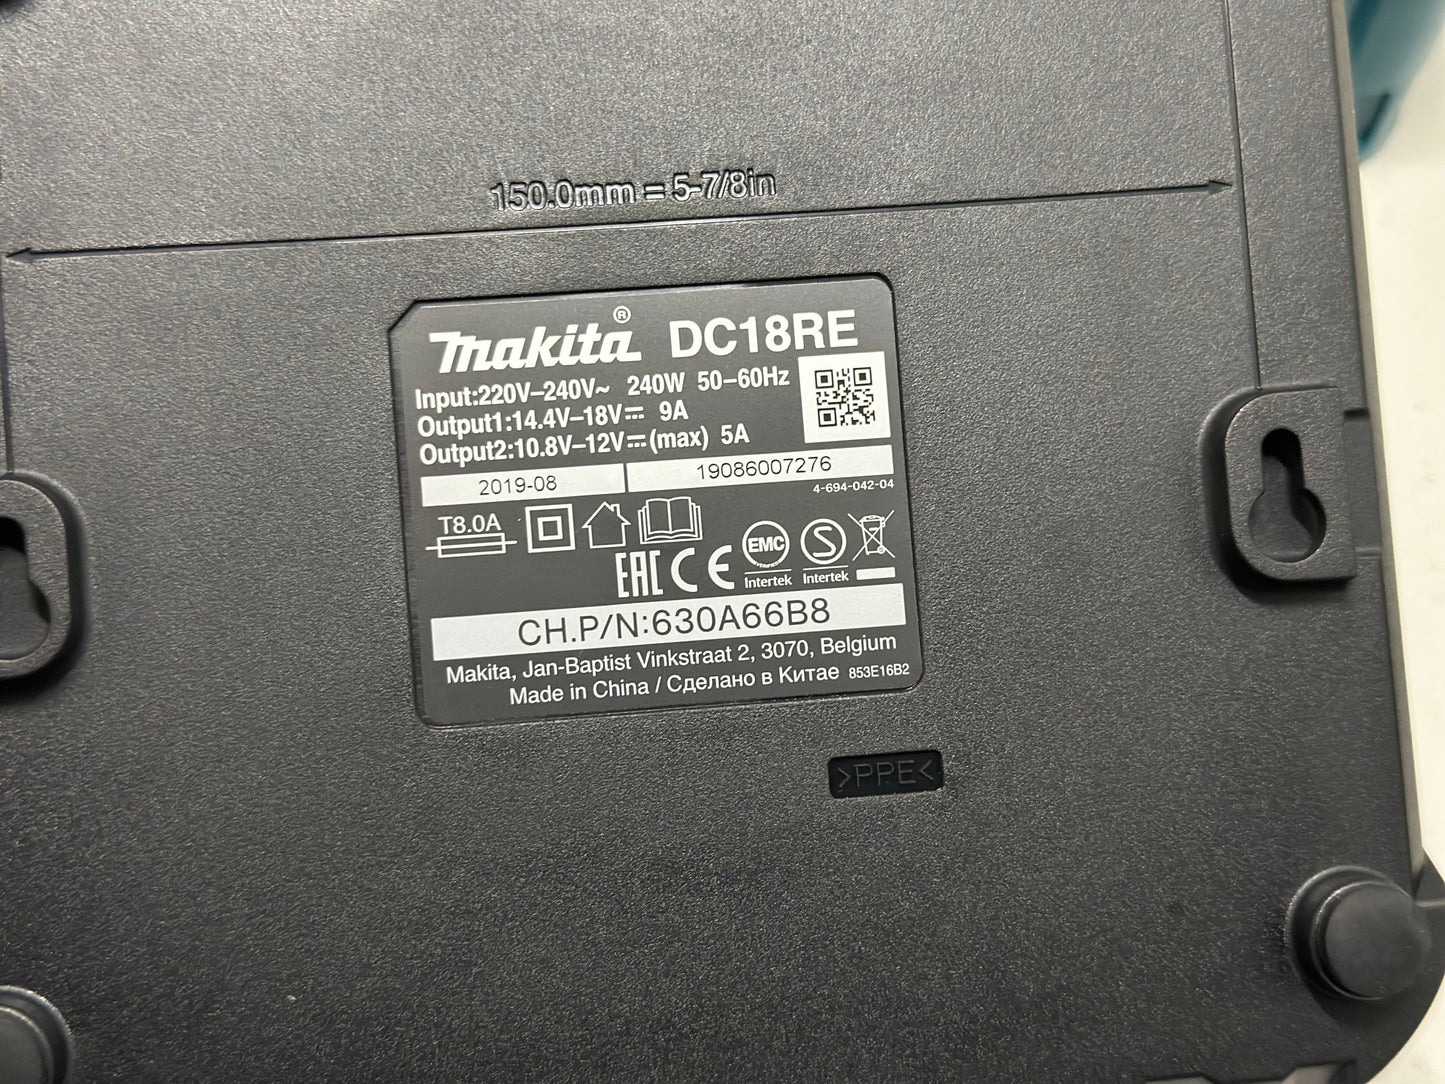 150.0mm = 5-7/8in
makita® DC18RE
Input:220V–240V~ 240W 50–60Hz
Output1:14.4V–18V⎓ 9A
Output2:10.8V–12V⎓(max) 5A
2019-08 19086007276
4-694-042-04
T8.0A
EMC
VERIFIED
S
Intertek Intertek
EAC CE
CH.P/N:630A66B8
Makita, Jan-Baptist Vinkstraat 2, 3070, Belgium
Made in China / Сделано в Китае 853E16B2
>PPE<